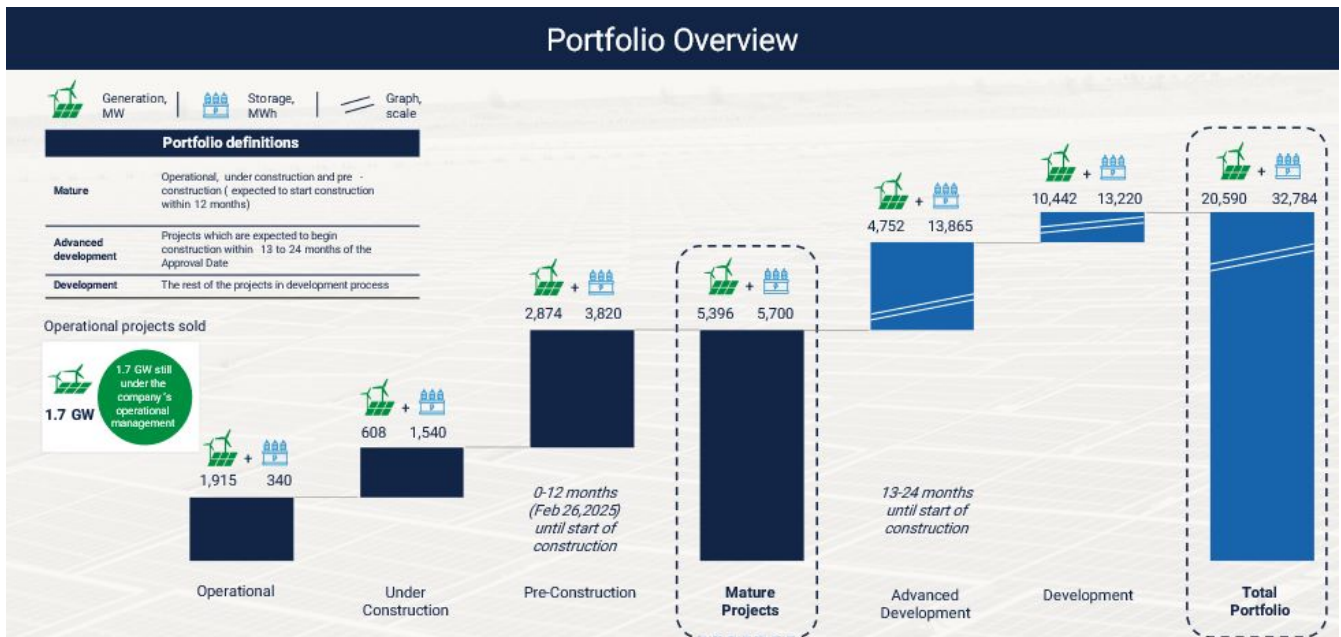 Portfolio Overview
Generation,
MW
Storage,
MWh
Graph,
scale
Portfolio definitions
Mature
Operational, under construction and pre -
construction ( expected to start construction
within 12 months)
Advanced
development
Projects which are expected to begin
construction within 13 to 24 months of the
Approval Date
Development
The rest of the projects in development process
Operational projects sold
1.7 GW
1.7 GW still
under the
company's
operational
management
+
1,915 340
+
608 1,540
+
2,874 3,820
+
5,396 5,700
+
4,752 13,865
+
10,442 13,220
+
20,590 32,784
0-12 months
(Feb 26,2025)
until start of
construction
13-24 months
until start of
construction
Operational
Under
Construction
Pre-Construction
Mature
Projects
Advanced
Development
Development
Total
Portfolio